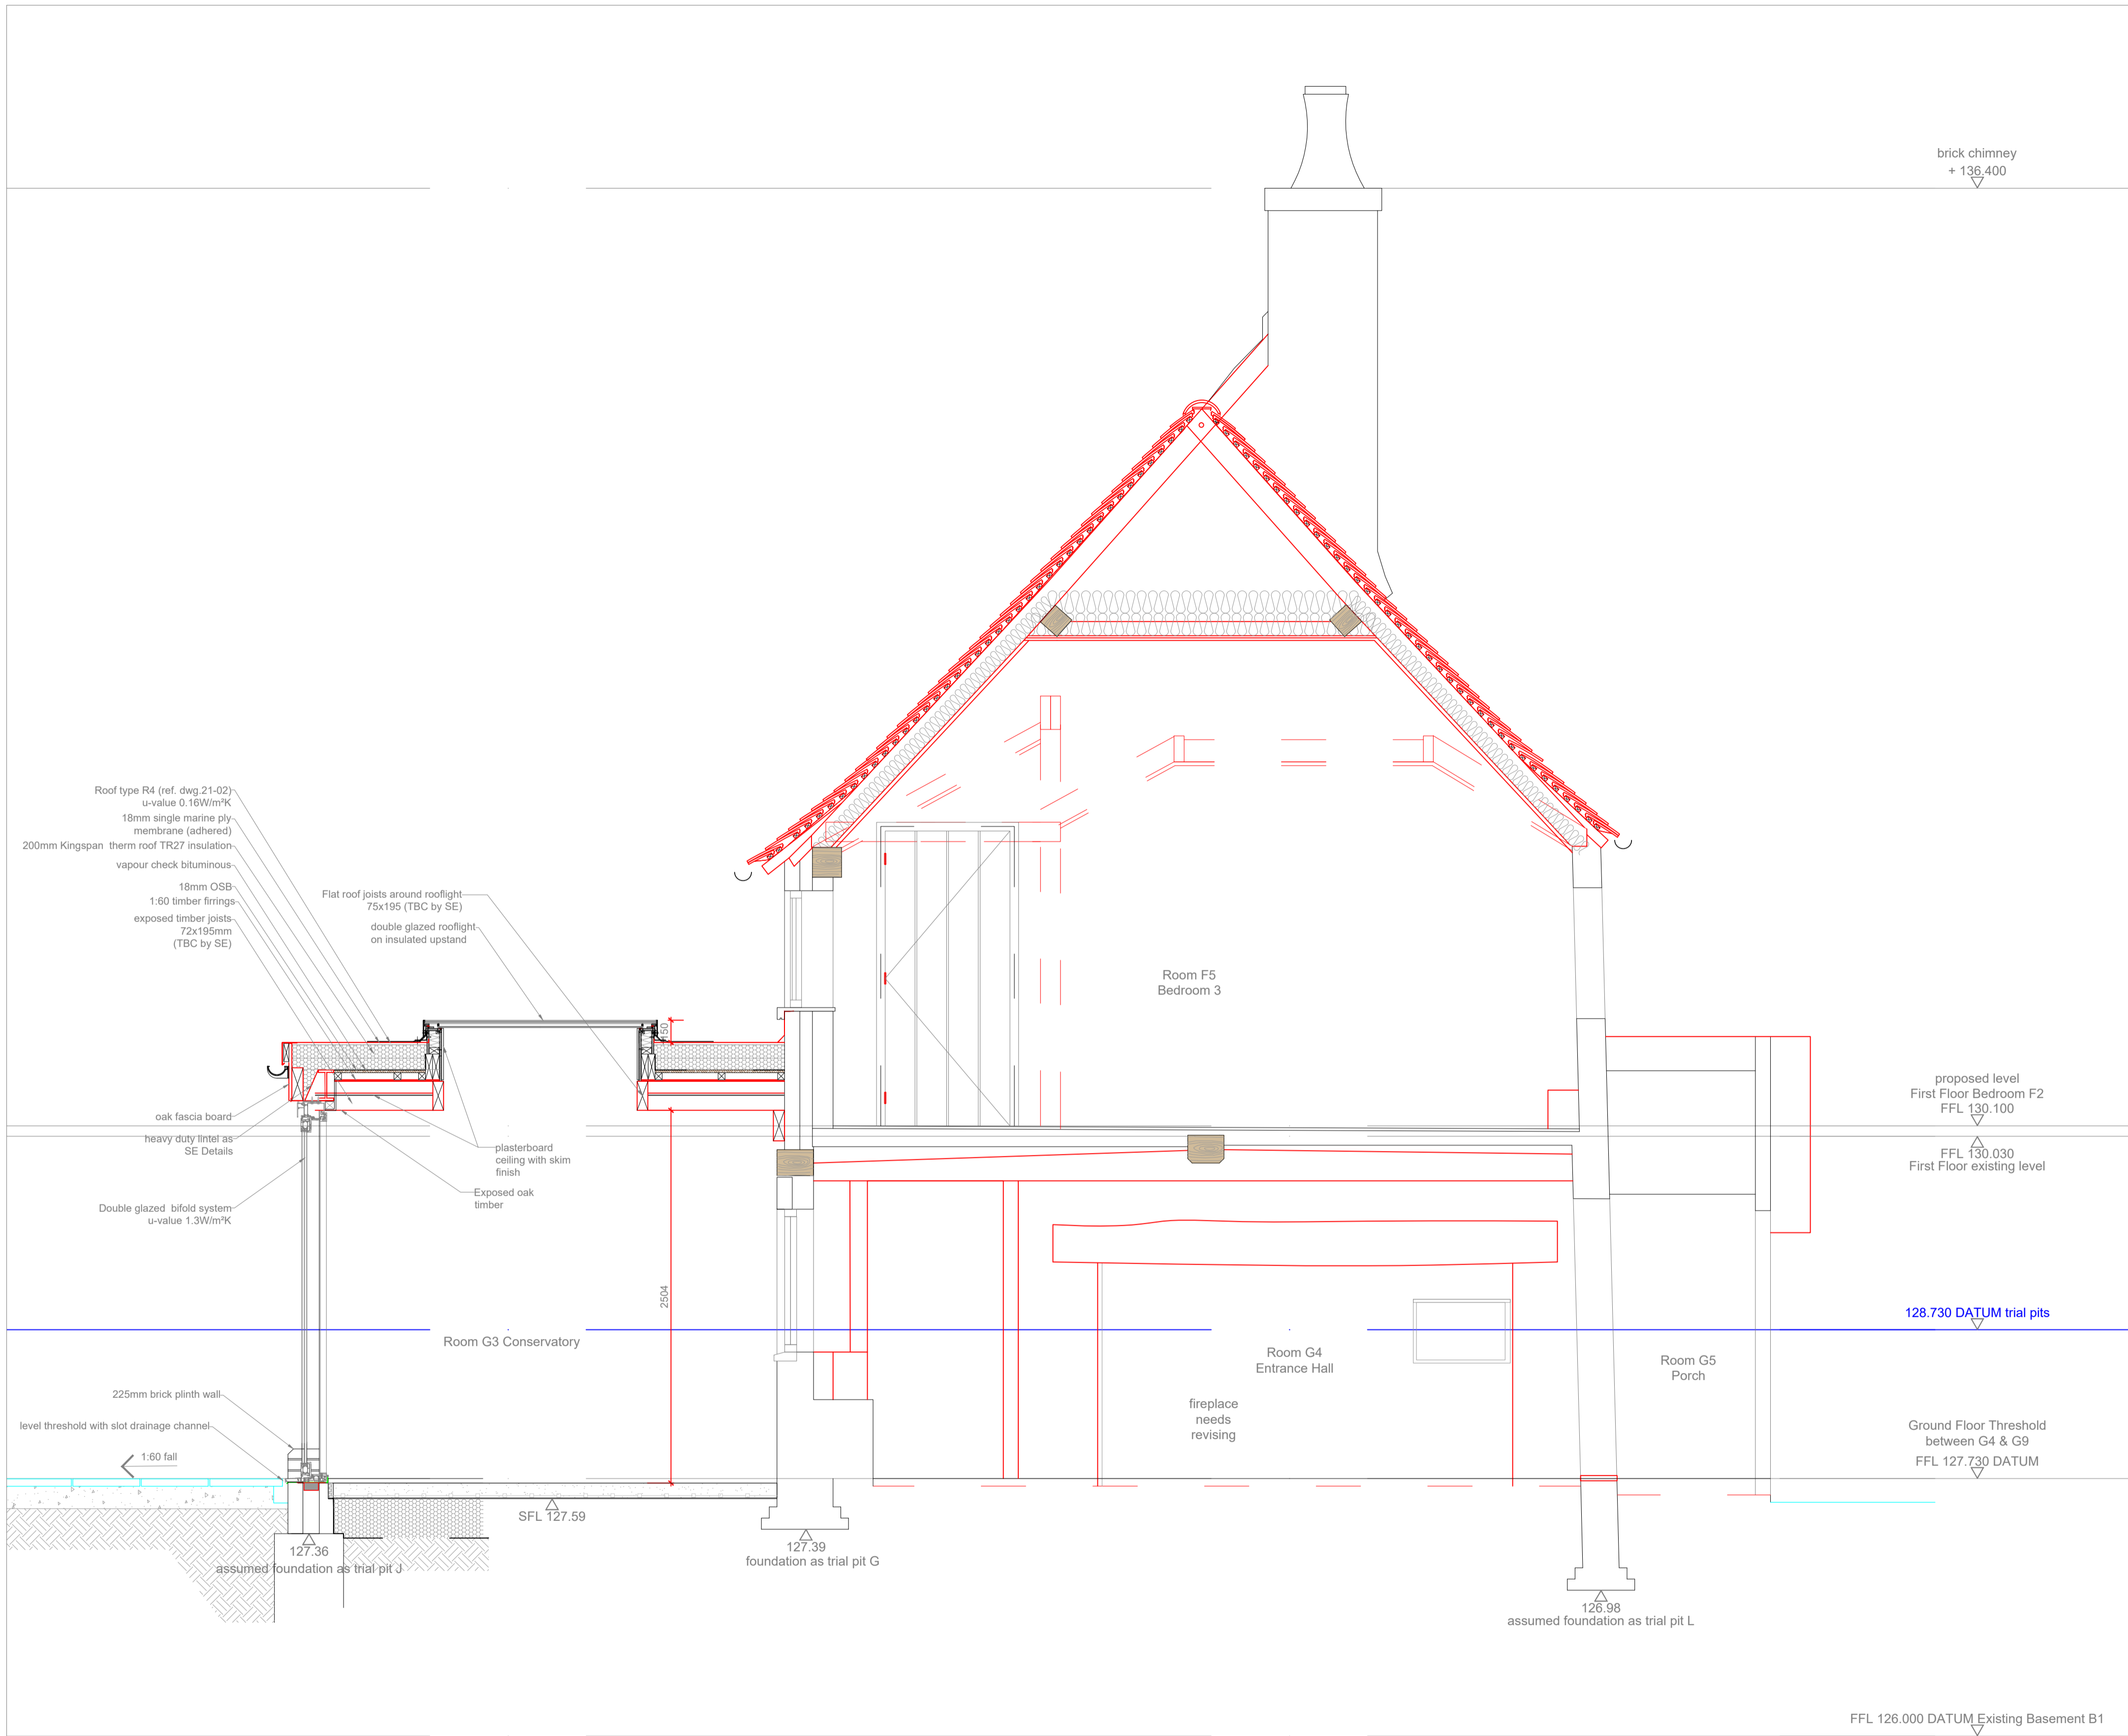 brick chimney
+ 136.400
Roof type R4 (ref. dwg.21-02)
u-value 0.16W/m²K
18mm single marine ply
membrane (adhered)
200mm Kingspan therm roof TR27 insulation
vapour check bituminous
18mm OSB
1:60 timber firrings
exposed timber joists
72x195mm
(TBC by SE)
Flat roof joists around rooflight
75x195 (TBC by SE)
double glazed rooflight
on insulated upstand
150
Room F5
Bedroom 3
oak fascia board
heavy duty lintel as
SE Details
plasterboard
ceiling with skim
finish
Exposed oak
timber
Double glazed bifold system
u-value 1.3W/m²K
proposed level
First Floor Bedroom F2
FFL 130.100
FFL 130.030
First Floor existing level
2504
128.730 DATUM trial pits
Room G3 Conservatory
Room G4
Entrance Hall
Room G5
Porch
fireplace
needs
revising
225mm brick plinth wall
level threshold with slot drainage channel
1:60 fall
Ground Floor Threshold
between G4 & G9
FFL 127.730 DATUM
SFL 127.59
127.36
assumed foundation as trial pit J
127.39
foundation as trial pit G
126.98
assumed foundation as trial pit L
FFL 126.000 DATUM Existing Basement B1